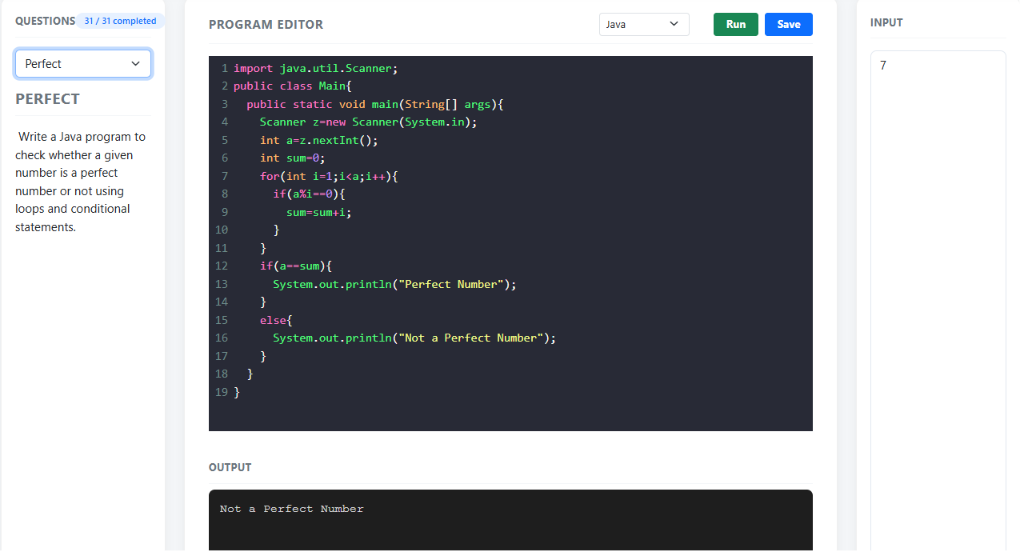 QUESTIONS 31 / 31 completed
Perfect
PERFECT
Write a Java program to
check whether a given
number is a perfect
number or not using
loops and conditional
statements.
PROGRAM EDITOR
Java
Run
Save
1 import java.util.Scanner;
2 public class Main{
3   public static void main(String[] args){
4     Scanner z=new Scanner(System.in);
5     int a=z.nextInt();
6     int sum=0;
7     for(int i=1;i<a;i++){
8       if(a%i==0){
9         sum=sum+i;
10       }
11     }
12     if(a==sum){
13       System.out.println("Perfect Number");
14     }
15     else{
16       System.out.println("Not a Perfect Number");
17     }
18   }
19 }
OUTPUT
Not a Perfect Number
INPUT
7